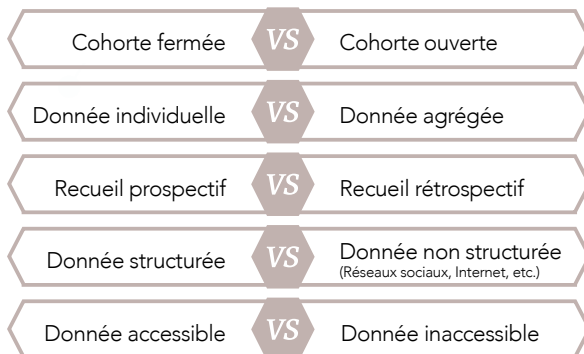 Cohorte fermée VS Cohorte ouverte
Donnée individuelle VS Donnée agrégée
Recueil prospectif VS Recueil rétrospectif
Donnée structurée VS Donnée non structurée
(Réseaux sociaux, Internet, etc.)
Donnée accessible VS Donnée inaccessible